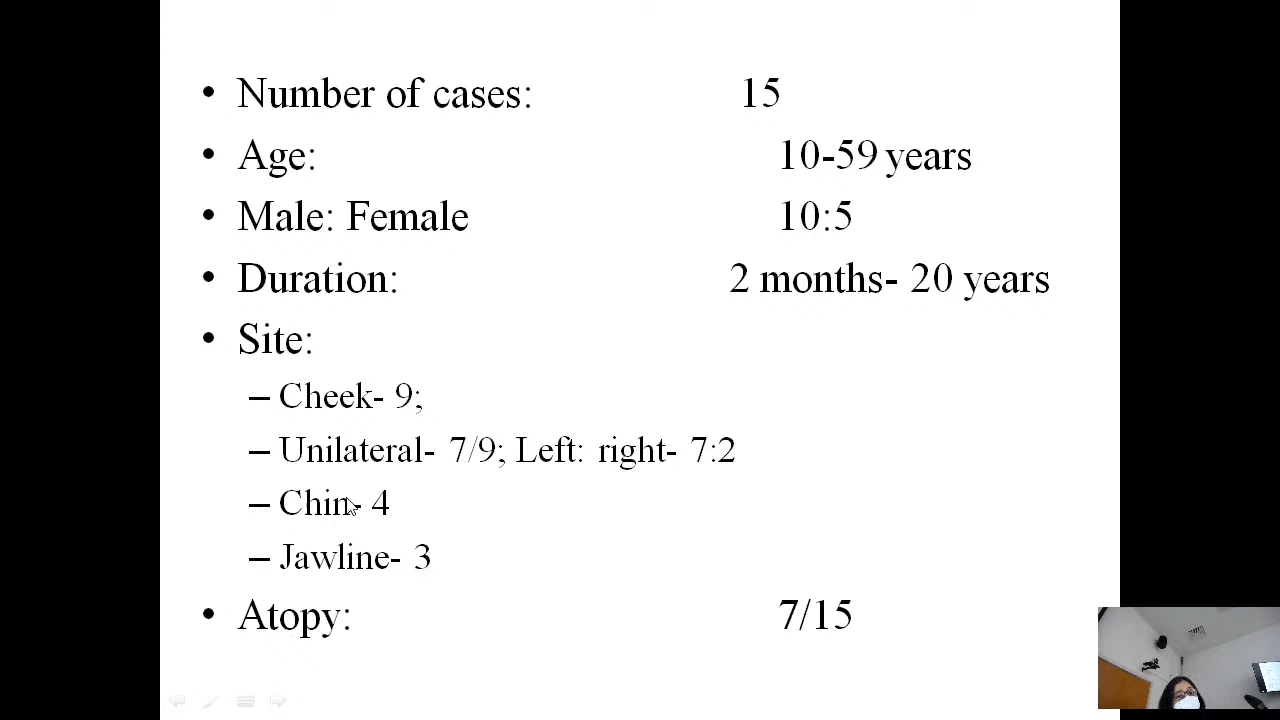 • Number of cases: 15
• Age: 10-59 years
• Male: Female 10:5
• Duration: 2 months- 20 years
• Site:
– Cheek- 9;
– Unilateral- 7/9; Left: right- 7:2
– Chin- 4
– Jawline- 3
• Atopy: 7/15